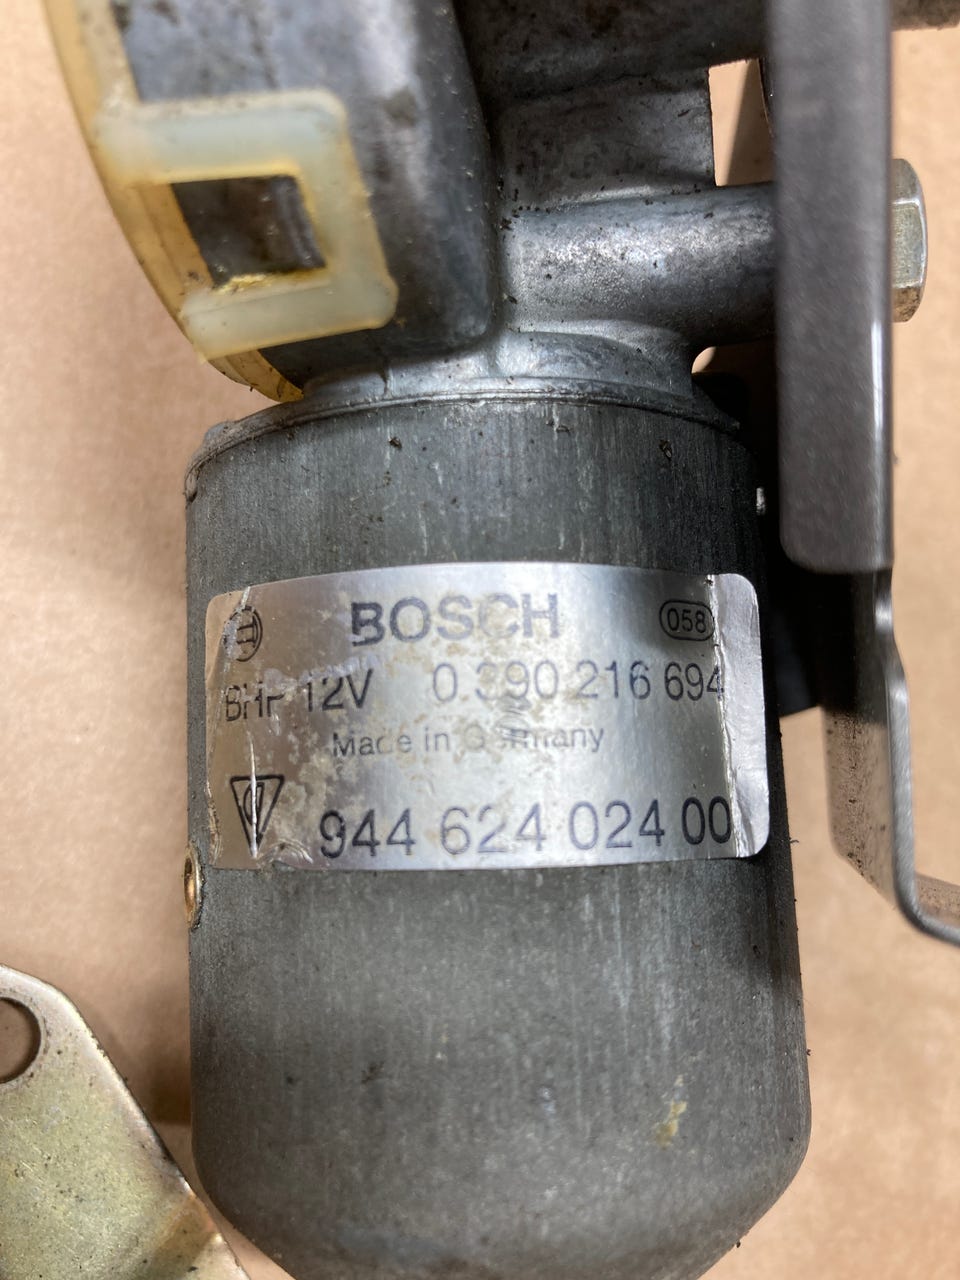 BOSCH 058
BHP 12V 0 390 216 694
Made in Germany
944 624 024 00